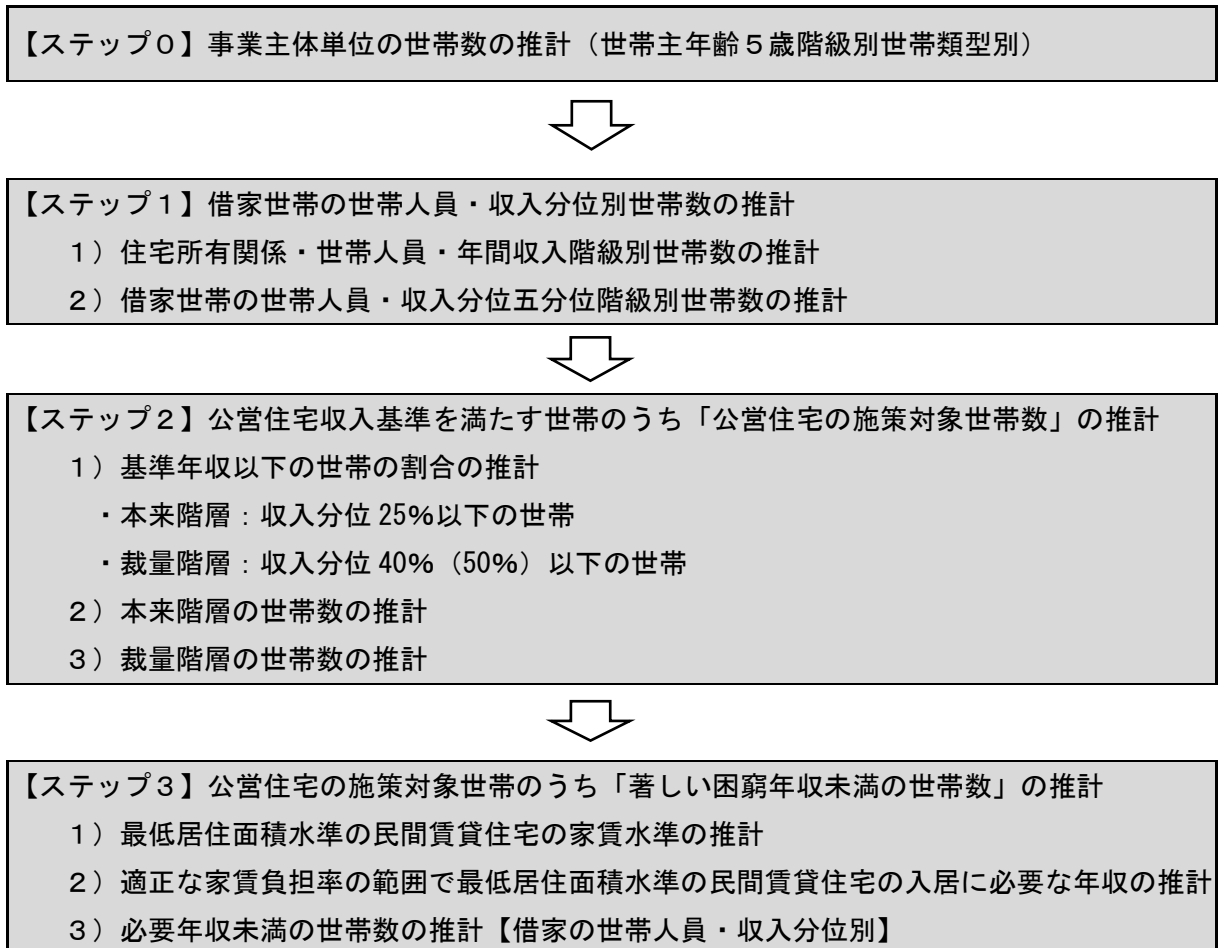 【ステップ０】事業主体単位の世帯数の推計（世帯主年齢５歳階級別世帯類型別）
【ステップ１】借家世帯の世帯人員・収入分位別世帯数の推計
１）住宅所有関係・世帯人員・年間収入階級別世帯数の推計
２）借家世帯の世帯人員・収入分位五分位階級別世帯数の推計
【ステップ２】公営住宅収入基準を満たす世帯のうち「公営住宅の施策対象世帯数」の推計
１）基準年収以下の世帯の割合の推計
・本来階層：収入分位 25％以下の世帯
・裁量階層：収入分位 40％（50％）以下の世帯
２）本来階層の世帯数の推計
３）裁量階層の世帯数の推計
【ステップ３】公営住宅の施策対象世帯のうち「著しい困窮年収未満の世帯数」の推計
１）最低居住面積水準の民間賃貸住宅の家賃水準の推計
２）適正な家賃負担率の範囲で最低居住面積水準の民間賃貸住宅の入居に必要な年収の推計
３）必要年収未満の世帯数の推計【借家の世帯人員・収入分位別】